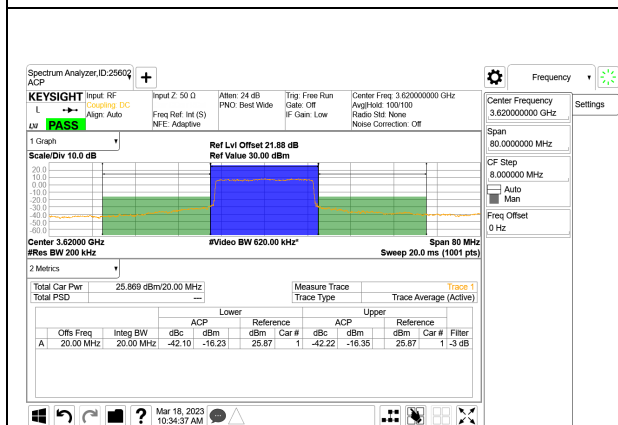 Spectrum Analyzer,ID:25602
ACP
Frequency
KEYSIGHT
L
PASS
Input: RF
Coupling: DC
Align: Auto
Input Z: 50 Ω
Freq Ref: Int (S)
NFE: Adaptive
Atten: 24 dB
PNO: Best Wide
Trig: Free Run
Gate: Off
IF Gain: Low
Center Freq: 3.620000000 GHz
Avg|Hold: 100/100
Radio Std: None
Noise Correction: Off
Center Frequency
3.620000000 GHz
Settings
Span
80.0000000 MHz
CF Step
8.000000 MHz
Auto
Man
Freq Offset
0 Hz
1 Graph
Scale/Div 10.0 dB
Ref Lvl Offset 21.88 dB
Ref Value 30.00 dBm
20.0
10.0
0.00
-10.0
-20.0
-30.0
-40.0
-50.0
-60.0
Center 3.62000 GHz
#Video BW 620.00 kHz*
Span 80 MHz
#Res BW 200 kHz
Sweep 20.0 ms (1001 pts)
2 Metrics
Total Car Pwr 25.869 dBm/20.00 MHz
Total PSD ---
Measure Trace Trace 1
Trace Type Trace Average (Active)
Lower Upper
ACP Reference ACP Reference
Offs Freq Integ BW dBc dBm dBm Car # dBc dBm dBm Car # Filter
A 20.00 MHz 20.00 MHz -42.10 -16.23 25.87 1 -42.22 -16.35 25.87 1 -3 dB
?
Mar 18, 2023
10:34:37 AM